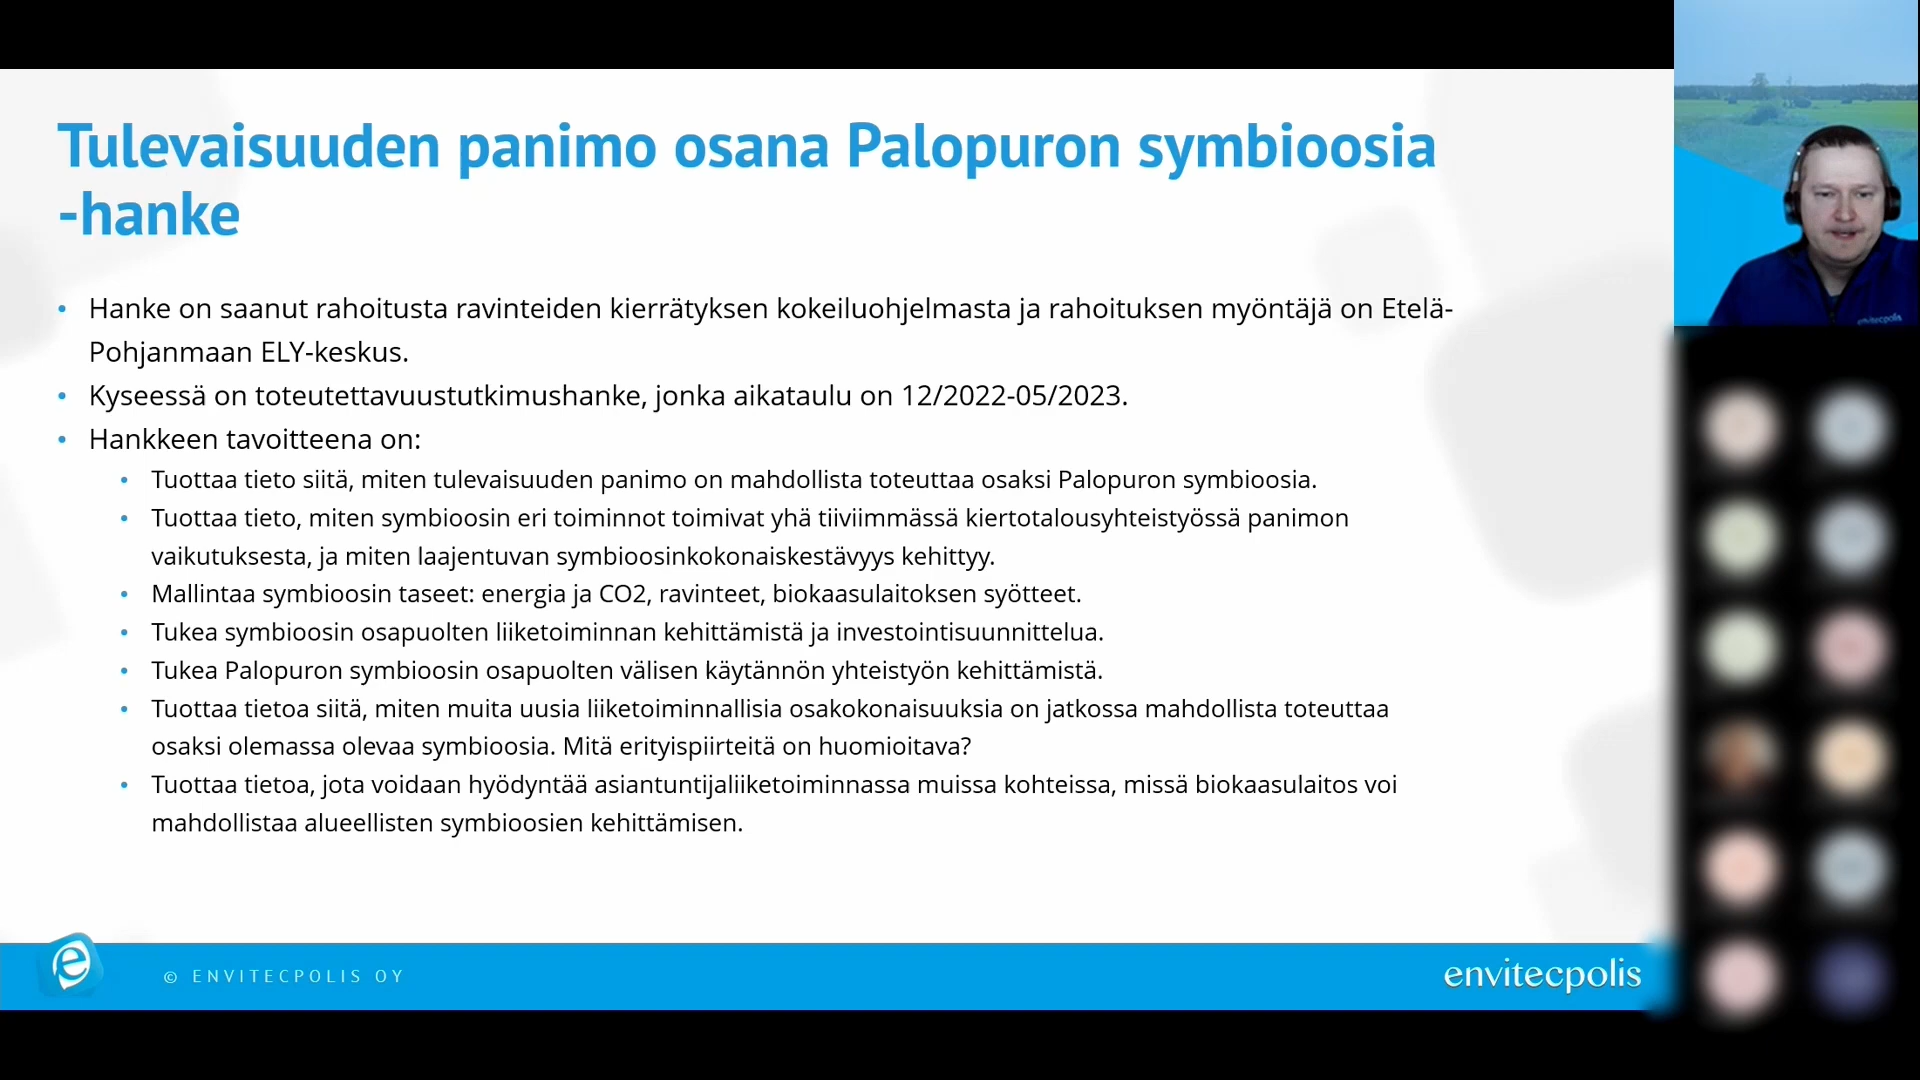 Tulevaisuuden panimo osana Palopuron symbioosia
-hanke
• Hanke on saanut rahoitusta ravinteiden kierrätyksen kokeiluohjelmasta ja rahoituksen myöntäjä on Etelä-
Pohjanmaan ELY-keskus.
• Kyseessä on toteutettavuustutkimushanke, jonka aikataulu on 12/2022-05/2023.
• Hankkeen tavoitteena on:
• Tuottaa tieto siitä, miten tulevaisuuden panimo on mahdollista toteuttaa osaksi Palopuron symbioosia.
• Tuottaa tieto, miten symbioosin eri toiminnot toimivat yhä tiiviimmässä kiertotalousyhteistyössä panimon
vaikutuksesta, ja miten laajentuvan symbioosinkokonaiskestävyys kehittyy.
• Mallintaa symbioosin taseet: energia ja CO2, ravinteet, biokaasulaitoksen syötteet.
• Tukea symbioosin osapuolten liiketoiminnan kehittämistä ja investointisuunnittelua.
• Tukea Palopuron symbioosin osapuolten välisen käytännön yhteistyön kehittämistä.
• Tuottaa tietoa siitä, miten muita uusia liiketoiminnallisia osakokonaisuuksia on jatkossa mahdollista toteuttaa
osaksi olemassa olevaa symbioosia. Mitä erityispiirteitä on huomioitava?
• Tuottaa tietoa, jota voidaan hyödyntää asiantuntijaliiketoiminnassa muissa kohteissa, missä biokaasulaitos voi
mahdollistaa alueellisten symbioosien kehittämisen.
© ENVITECPOLIS OY
envitecpolis
envitecpolis